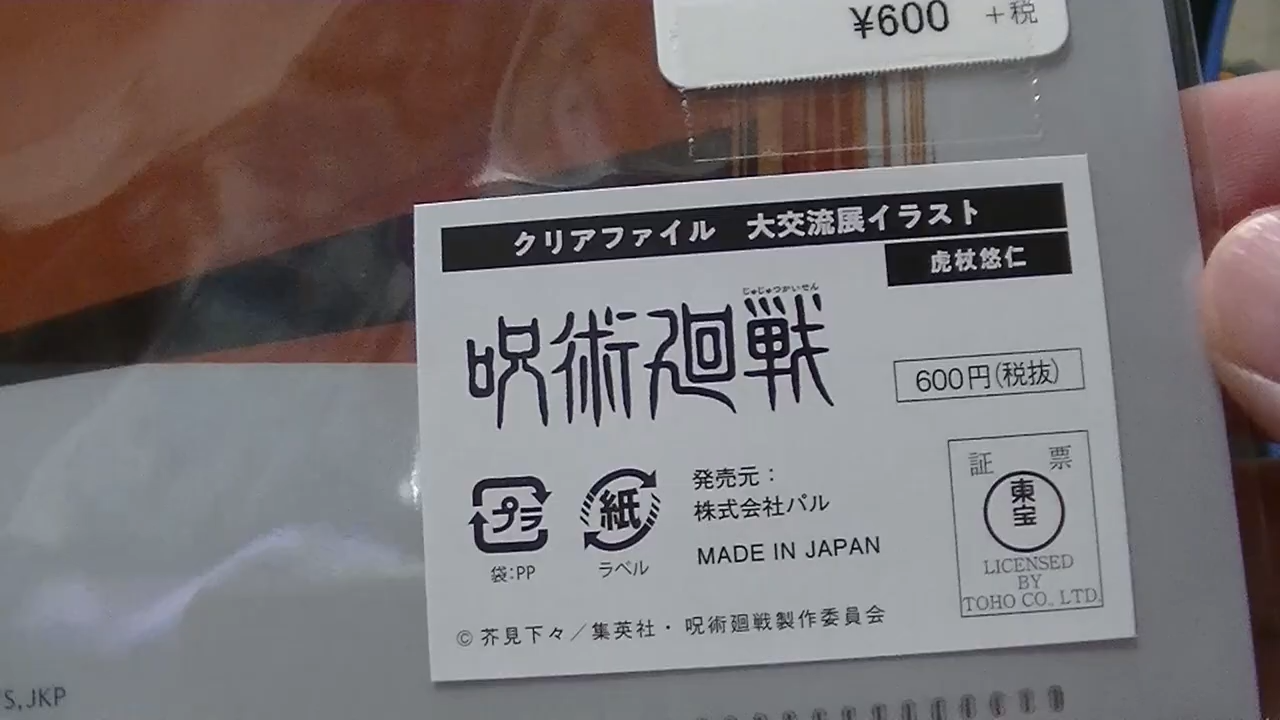 ¥600 +税
クリアファイル 大交流展イラスト
虎杖悠仁
じゅじゅつかいせん
呪術廻戦
600円(税抜)
プラ
袋:PP
紙
ラベル
発売元:
株式会社パル
MADE IN JAPAN
証 票
東宝
LICENSED
BY
TOHO CO., LTD.
© 芥見下々/集英社・呪術廻戦製作委員会
S,JKP